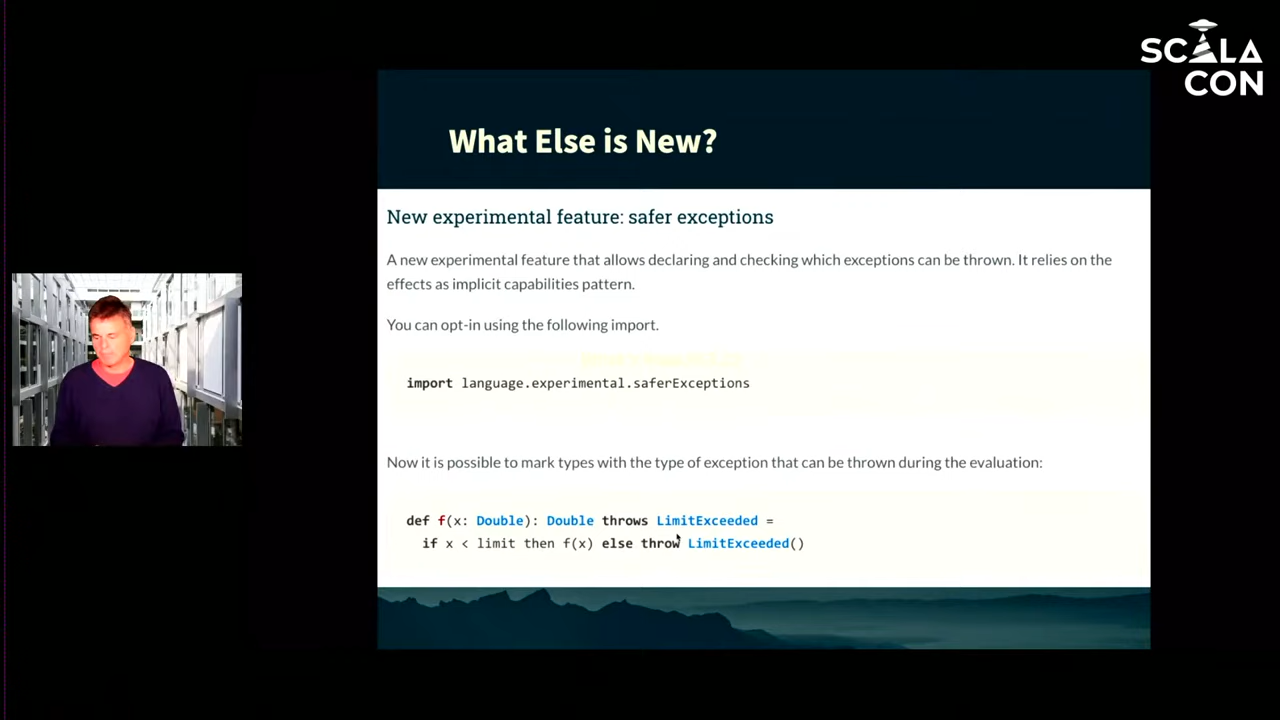 SCALA
CON
What Else is New?
New experimental feature: safer exceptions
A new experimental feature that allows declaring and checking which exceptions can be thrown. It relies on the
effects as implicit capabilities pattern.
You can opt-in using the following import.
import language.experimental.saferExceptions
Now it is possible to mark types with the type of exception that can be thrown during the evaluation:
def f(x: Double): Double throws LimitExceeded =
if x < limit then f(x) else throw LimitExceeded()